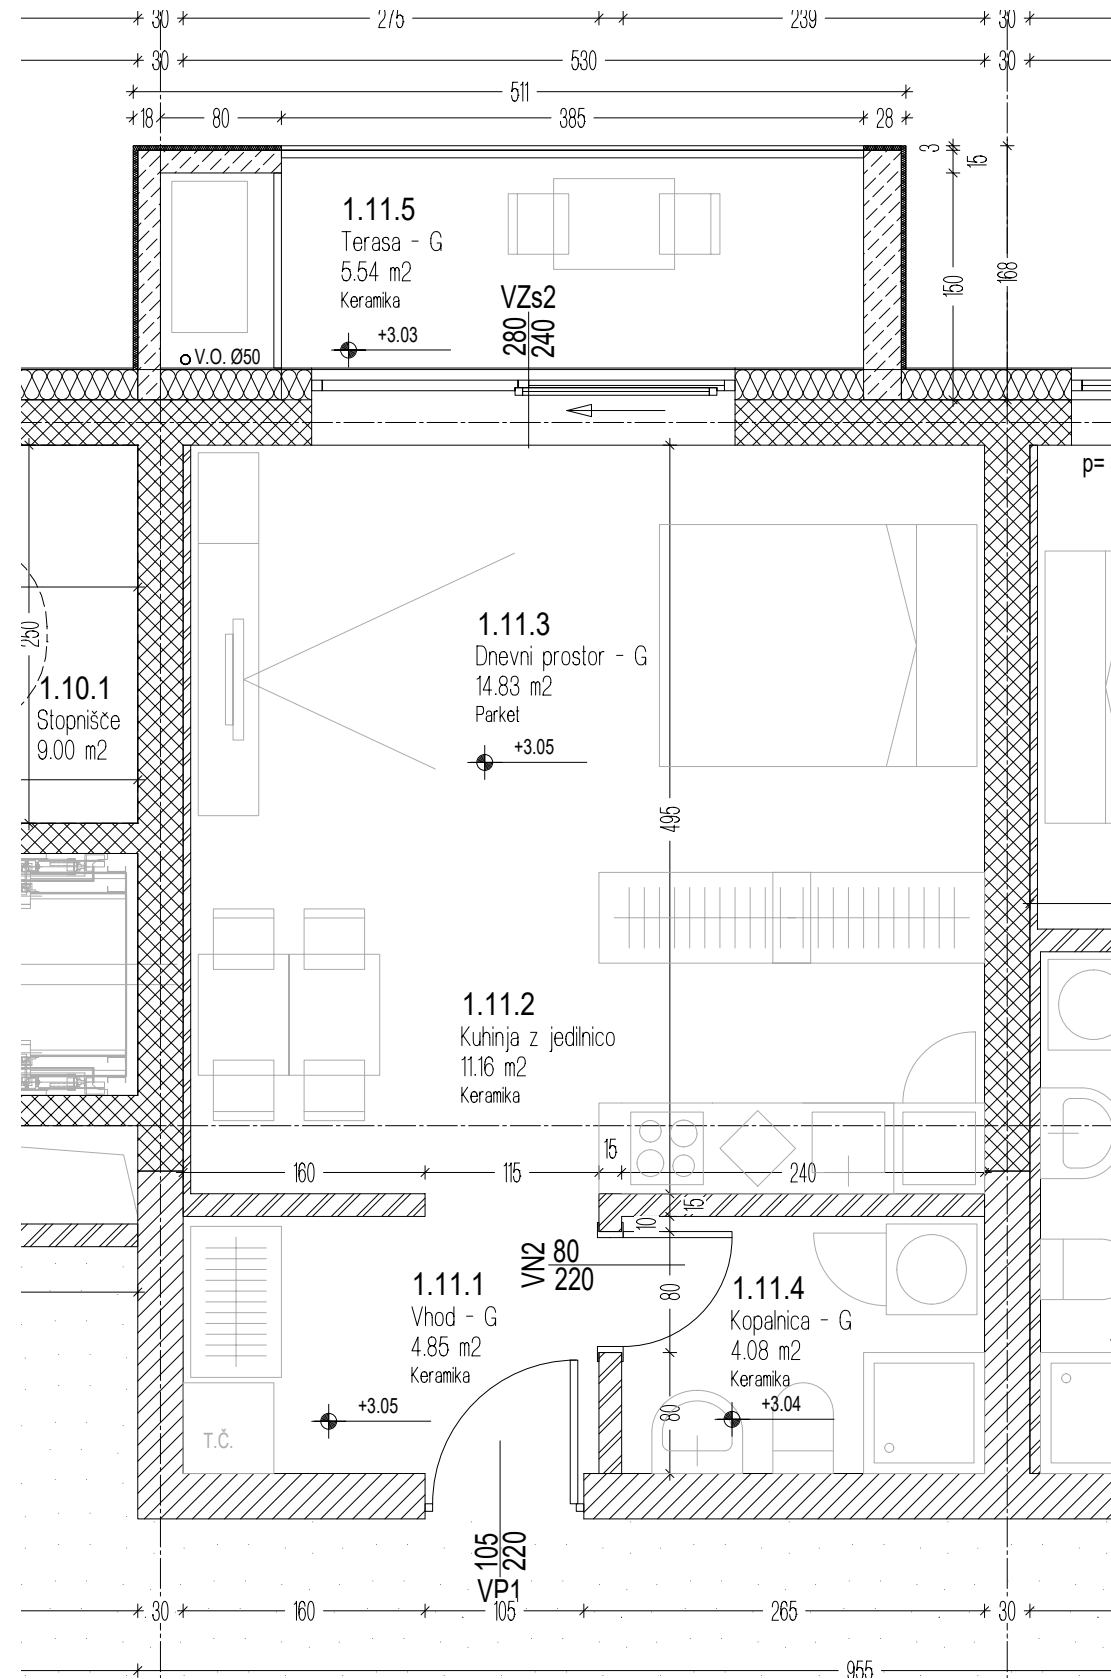 30 275 239 30
30 530 30
511
18 80 385 28
3
15
1.11.5
Terasa - G
5.54 m2
Keramika
+3.03
V.O. Ø50
VZs2
280
240
150
168
p=
250
1.10.1
Stopnišče
9.00 m2
1.11.3
Dnevni prostor - G
14.83 m2
Parket
+3.05
495
1.11.2
Kuhinja z jedilnico
11.16 m2
Keramika
15
160 115 240
15
10
VN2 80
220
80
1.11.1
Vhod - G
4.85 m2
Keramika
+3.05
1.11.4
Kopalnica - G
4.08 m2
Keramika
+3.04
80
T.Č.
105
220
VP1
30 160 105 265 30
955